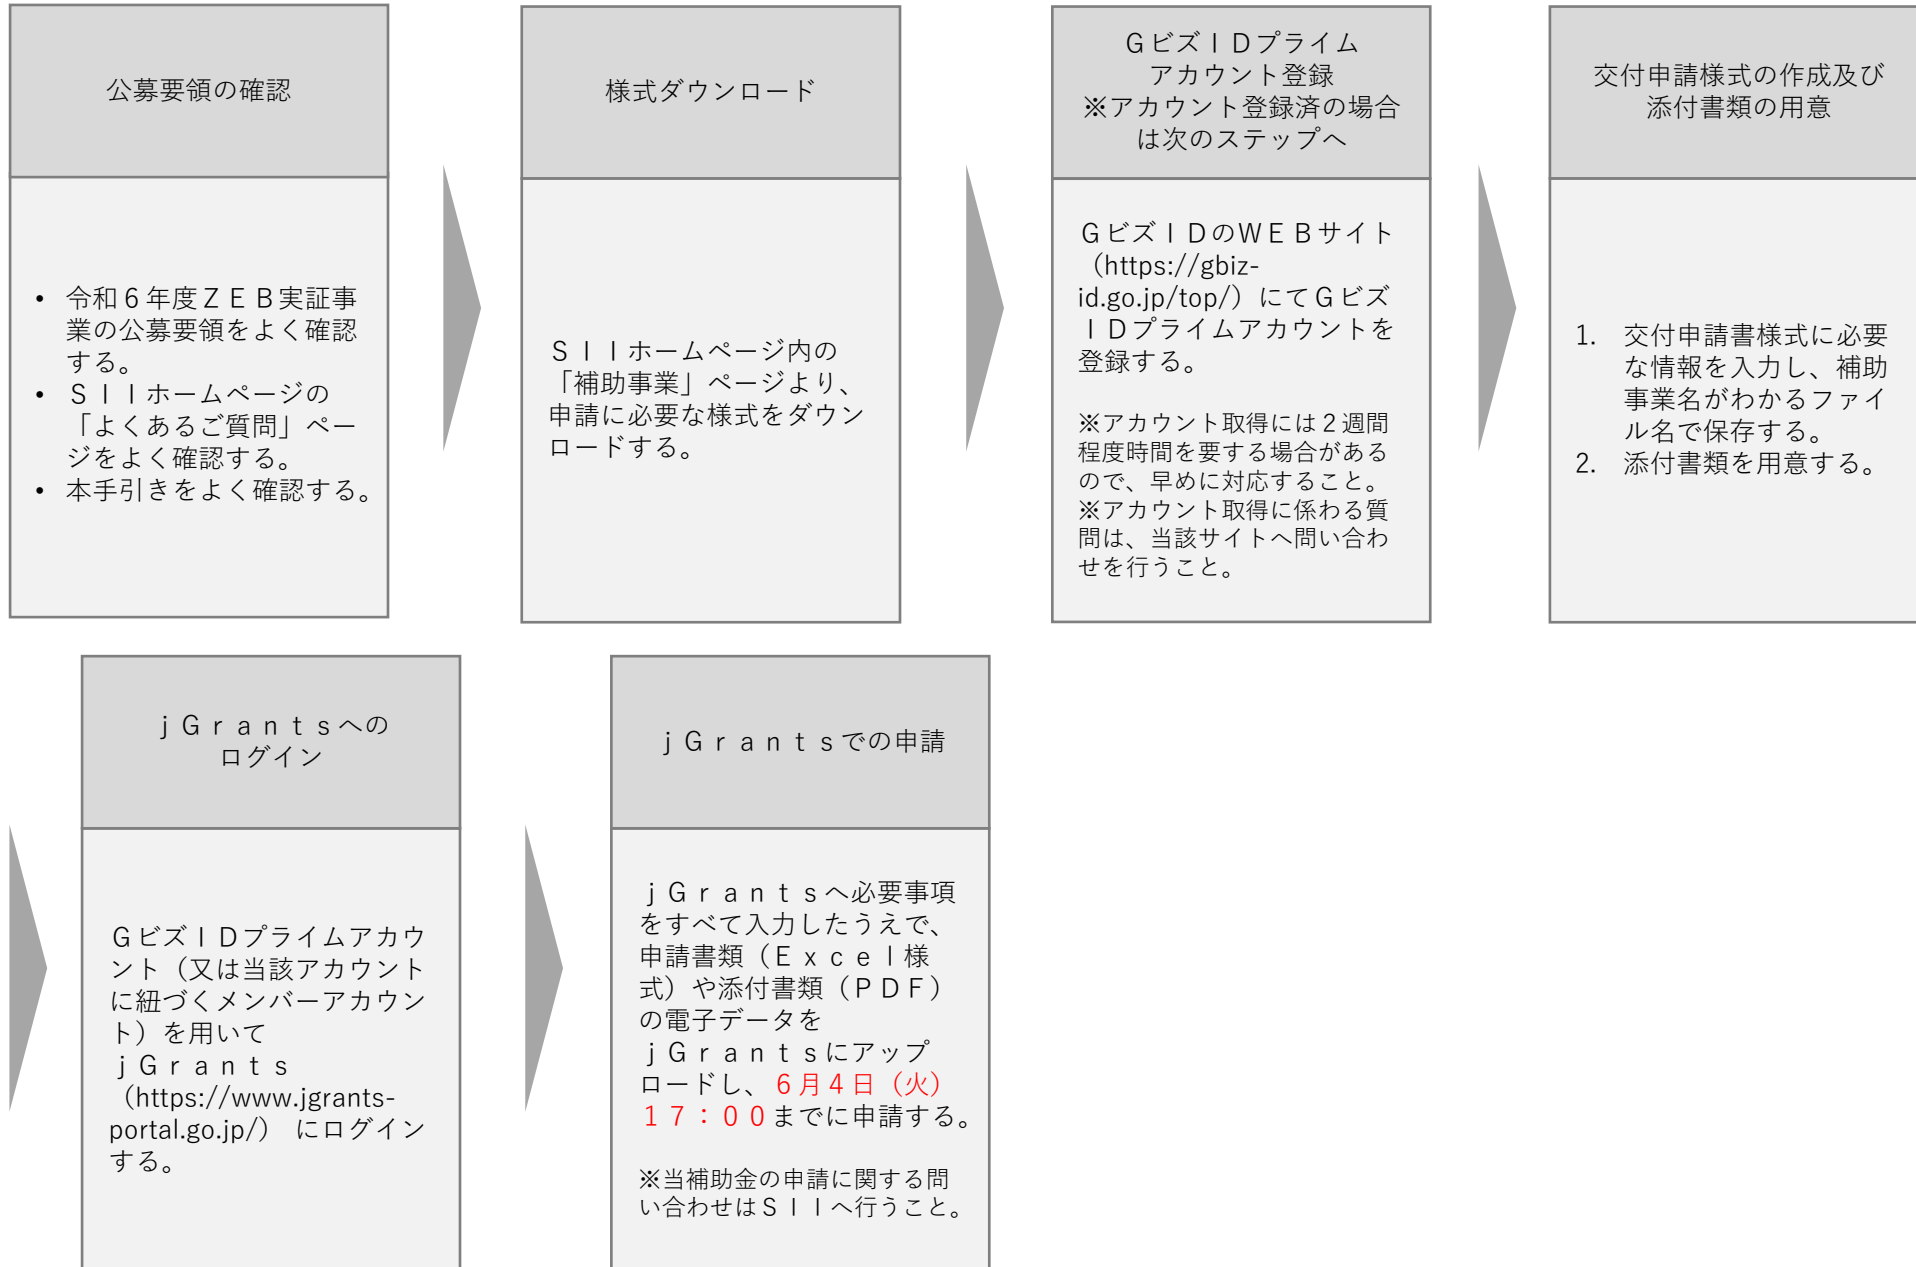 公募要領の確認
• 令和６年度ＺＥＢ実証事
業の公募要領をよく確認
する。
• ＳＩＩホームページの
「よくあるご質問」ペー
ジをよく確認する。
• 本手引きをよく確認する。
様式ダウンロード
ＳＩＩホームページ内の
「補助事業」ページより、
申請に必要な様式をダウン
ロードする。
ＧビズＩＤプライム
アカウント登録
※アカウント登録済の場合
は次のステップへ
ＧビズＩＤのＷＥＢサイト
（https://gbiz-
id.go.jp/top/）にてＧビズ
ＩＤプライムアカウントを
登録する。
※アカウント取得には２週間
程度時間を要する場合がある
ので、早めに対応すること。
※アカウント取得に係わる質
問は、当該サイトへ問い合わ
せを行うこと。
交付申請様式の作成及び
添付書類の用意
1. 交付申請書様式に必要
な情報を入力し、補助
事業名がわかるファイ
ル名で保存する。
2. 添付書類を用意する。
ｊＧｒａｎｔｓへの
ログイン
ＧビズＩＤプライムアカウ
ント（又は当該アカウント
に紐づくメンバーアカウン
ト）を用いて
ｊＧｒａｎｔｓ
（https://www.jgrants-
portal.go.jp/） にログイン
する。
ｊＧｒａｎｔｓでの申請
ｊＧｒａｎｔｓへ必要事項
をすべて入力したうえで、
申請書類（Ｅｘｃｅｌ様
式）や添付書類（ＰＤＦ）
の電子データを
ｊＧｒａｎｔｓにアップ
ロードし、６月４日（火）
１７：００までに申請する。
※当補助金の申請に関する問
い合わせはＳＩＩへ行うこと。